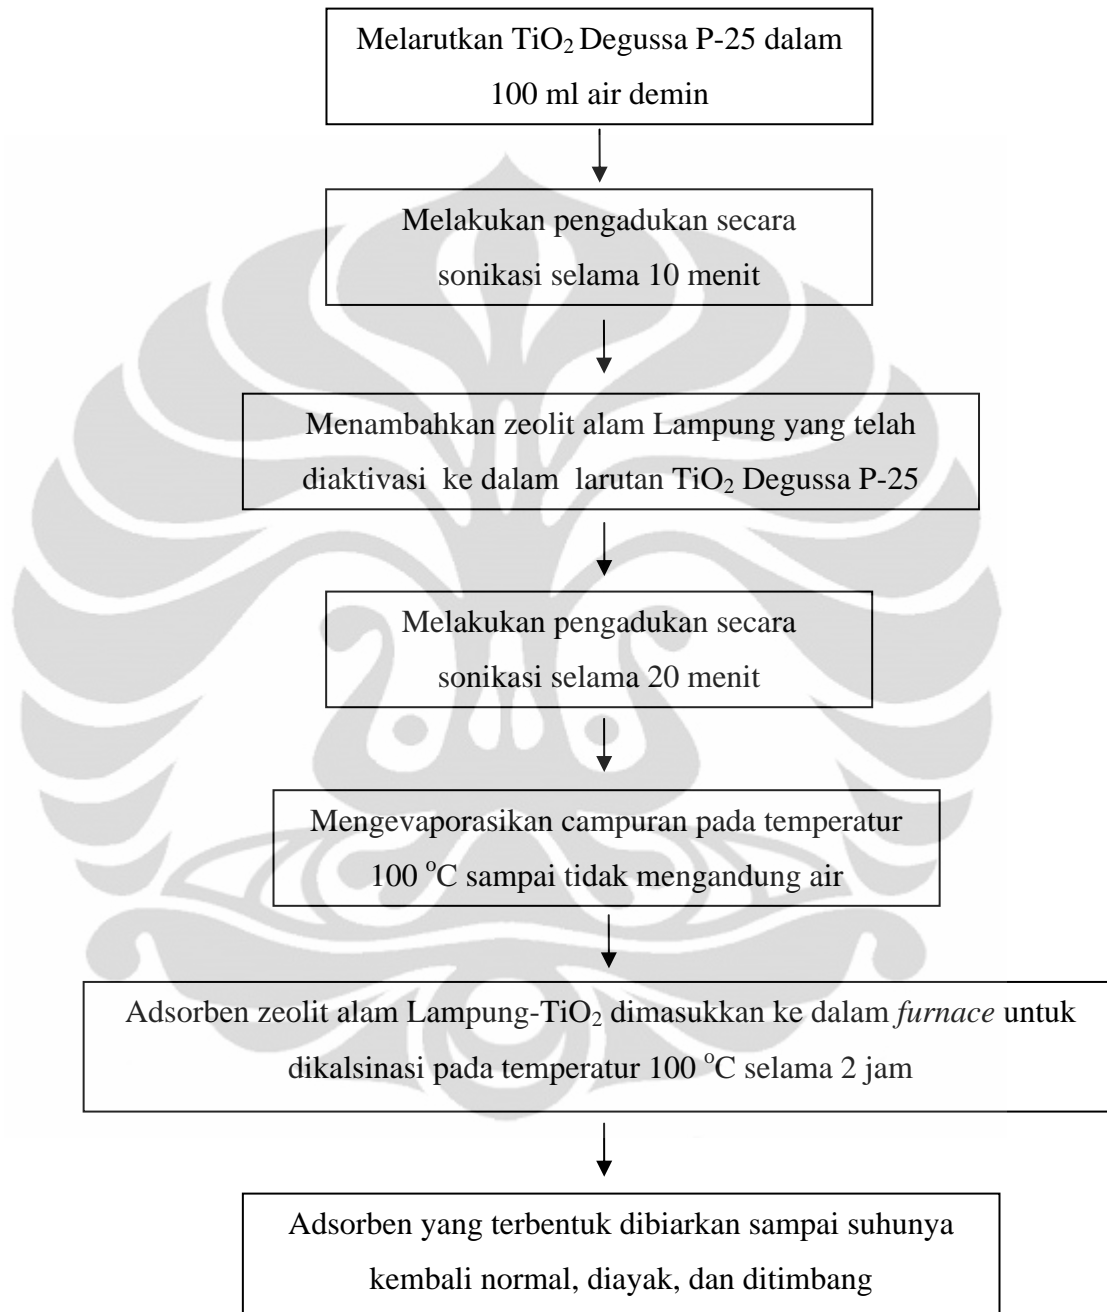 Melarutkan TiO₂ Degussa P-25 dalam
100 ml air demin
Melakukan pengadukan secara
sonikasi selama 10 menit
Menambahkan zeolit alam Lampung yang telah
diaktivasi ke dalam larutan TiO₂ Degussa P-25
Melakukan pengadukan secara
sonikasi selama 20 menit
Mengevaporasikan campuran pada temperatur
100 °C sampai tidak mengandung air
Adsorben zeolit alam Lampung-TiO₂ dimasukkan ke dalam furnace untuk
dikalsinasi pada temperatur 100 °C selama 2 jam
Adsorben yang terbentuk dibiarkan sampai suhunya
kembali normal, diayak, dan ditimbang